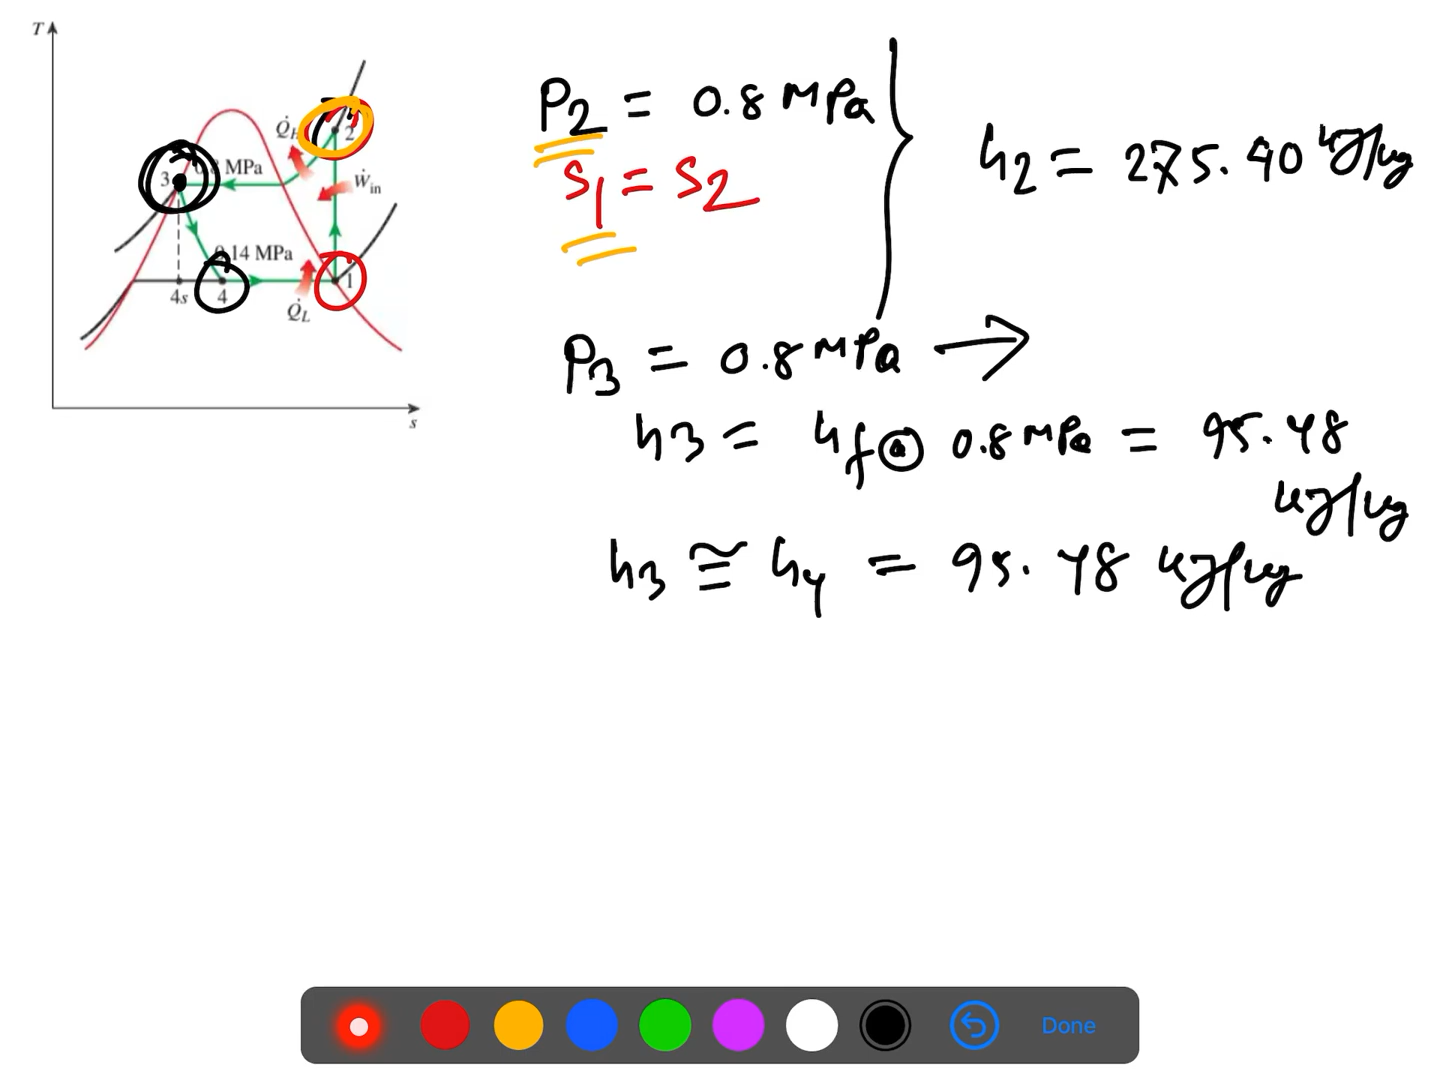 T
Q̇H
2
3
MPa
Ẇin
0.14 MPa
4s
4
Q̇L
1
s
P2 = 0.8 MPa
s1 = s2
h2 = 275.40 kJ/kg
P3 = 0.8 MPa →
h3 = hf@ 0.8 MPa = 95.48
kJ/kg
h3 ≅ h4 = 95.48 kJ/kg
Done